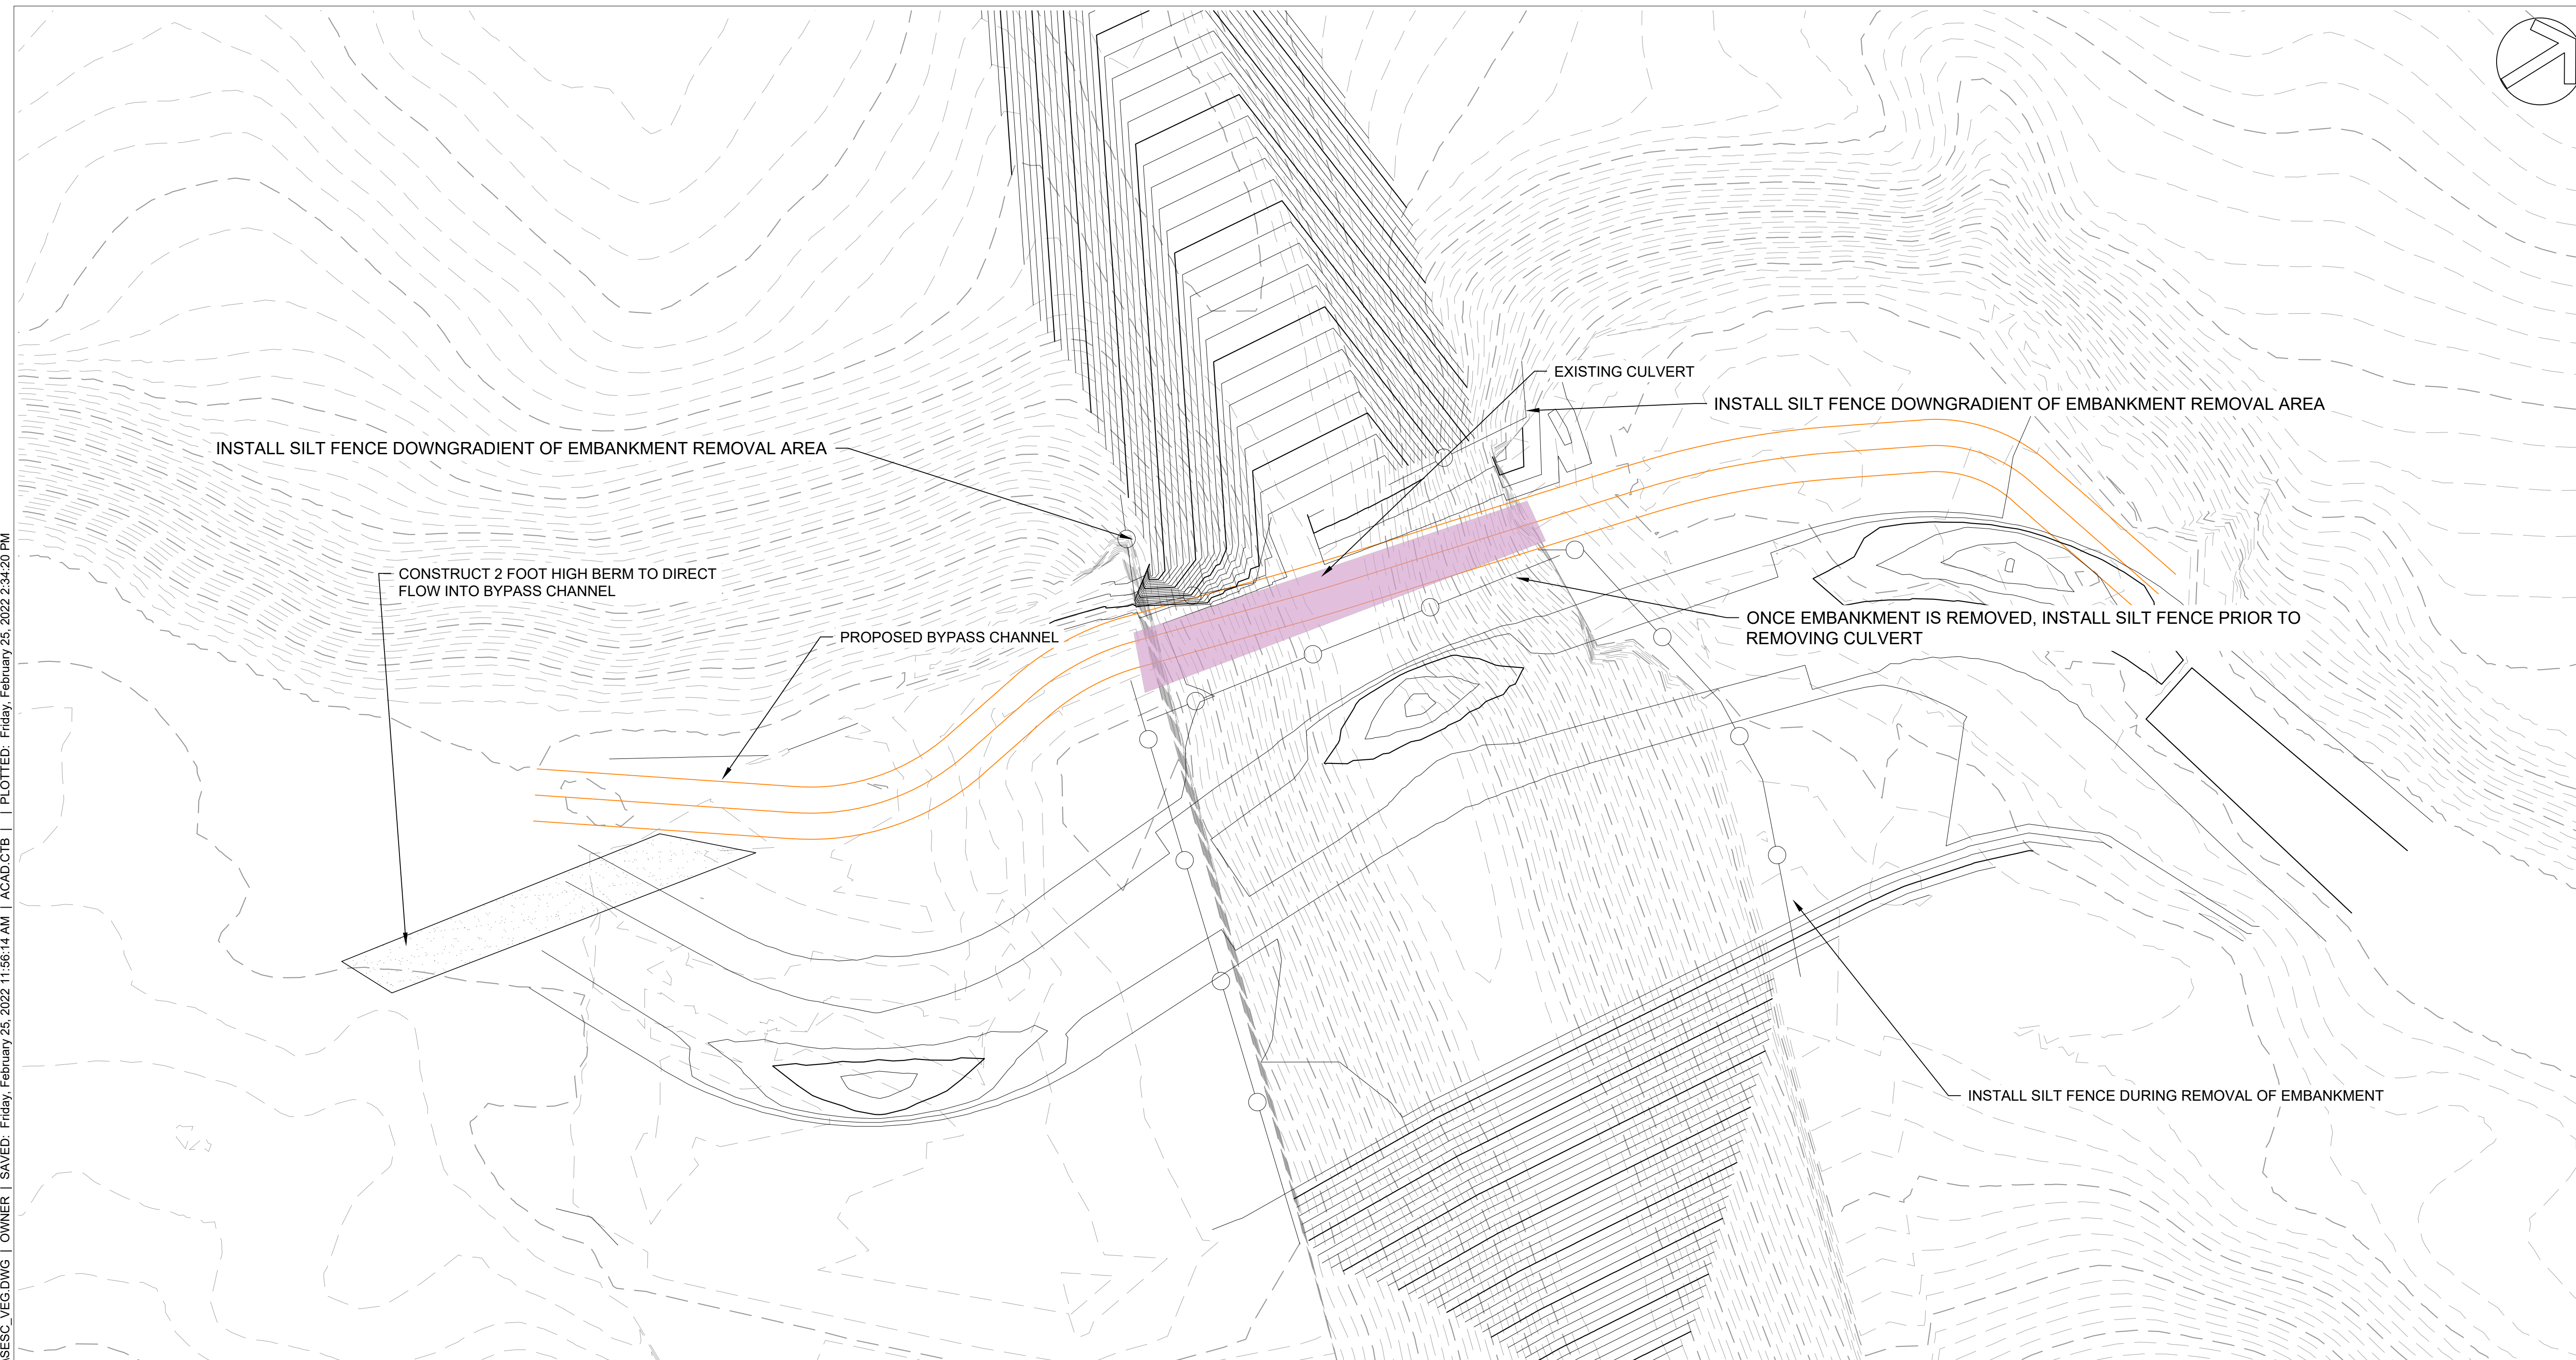 EXISTING CULVERT
INSTALL SILT FENCE DOWNGRADIENT OF EMBANKMENT REMOVAL AREA
INSTALL SILT FENCE DOWNGRADIENT OF EMBANKMENT REMOVAL AREA
CONSTRUCT 2 FOOT HIGH BERM TO DIRECT
FLOW INTO BYPASS CHANNEL
PROPOSED BYPASS CHANNEL
ONCE EMBANKMENT IS REMOVED, INSTALL SILT FENCE PRIOR TO
REMOVING CULVERT
INSTALL SILT FENCE DURING REMOVAL OF EMBANKMENT
| OWNER | SAVED: Friday, February 25, 2022 11:56:14 AM | ACAD.CTB | | PLOTTED: Friday, February 25, 2022 2:34:20 PM